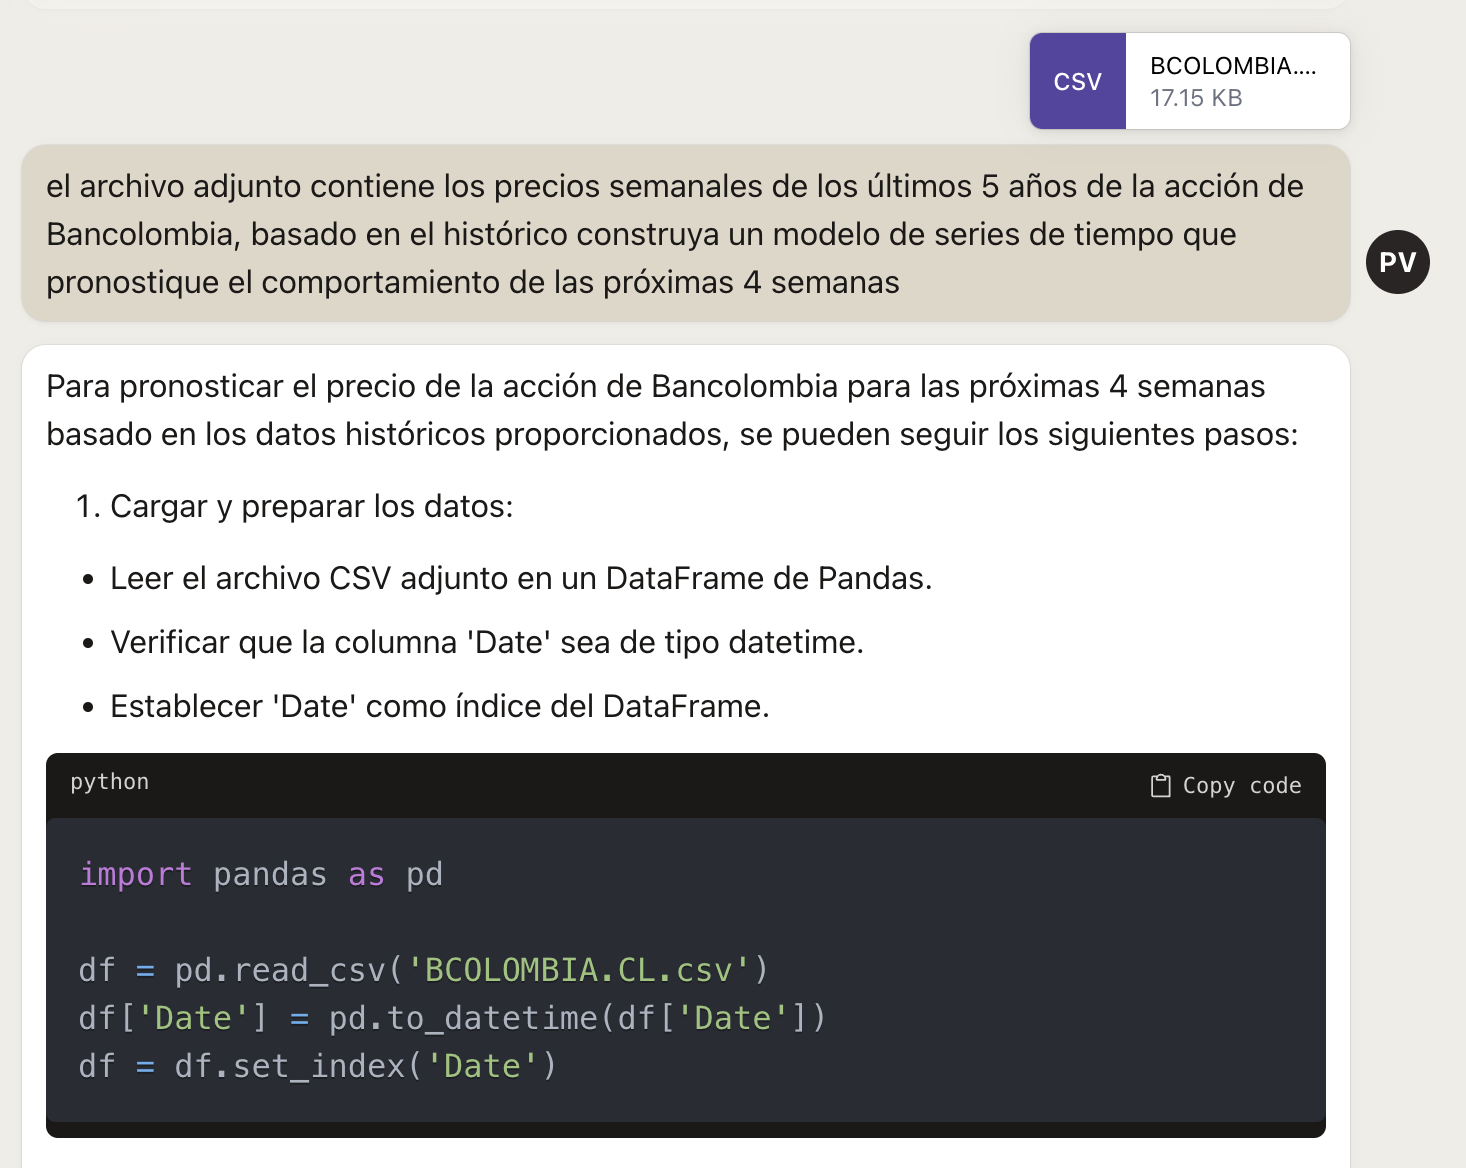 CSV
BCOLOMBIA....
17.15 KB
el archivo adjunto contiene los precios semanales de los últimos 5 años de la acción de
Bancolombia, basado en el histórico construya un modelo de series de tiempo que
pronostique el comportamiento de las próximas 4 semanas
PV
Para pronosticar el precio de la acción de Bancolombia para las próximas 4 semanas
basado en los datos históricos proporcionados, se pueden seguir los siguientes pasos:
1. Cargar y preparar los datos:
• Leer el archivo CSV adjunto en un DataFrame de Pandas.
• Verificar que la columna 'Date' sea de tipo datetime.
• Establecer 'Date' como índice del DataFrame.
python
Copy code
import pandas as pd
df = pd.read_csv('BCOLOMBIA.CL.csv')
df['Date'] = pd.to_datetime(df['Date'])
df = df.set_index('Date')